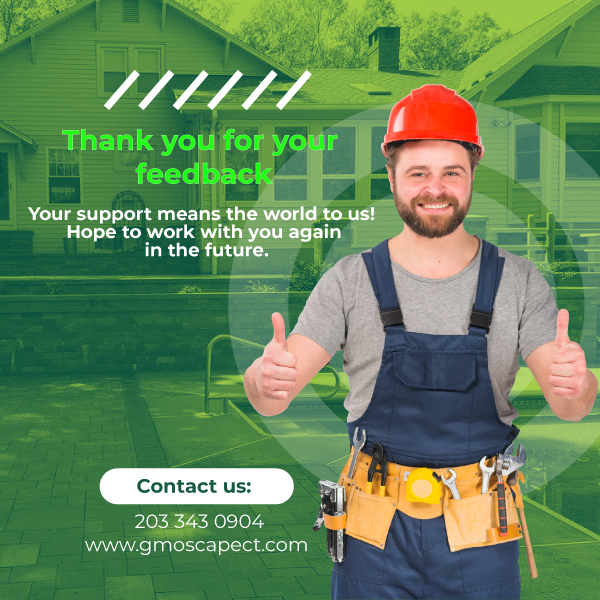 Thank you for your
feedback
Your support means the world to us!
Hope to work with you again
in the future.
Contact us:
203 343 0904
www.gmoscapect.com